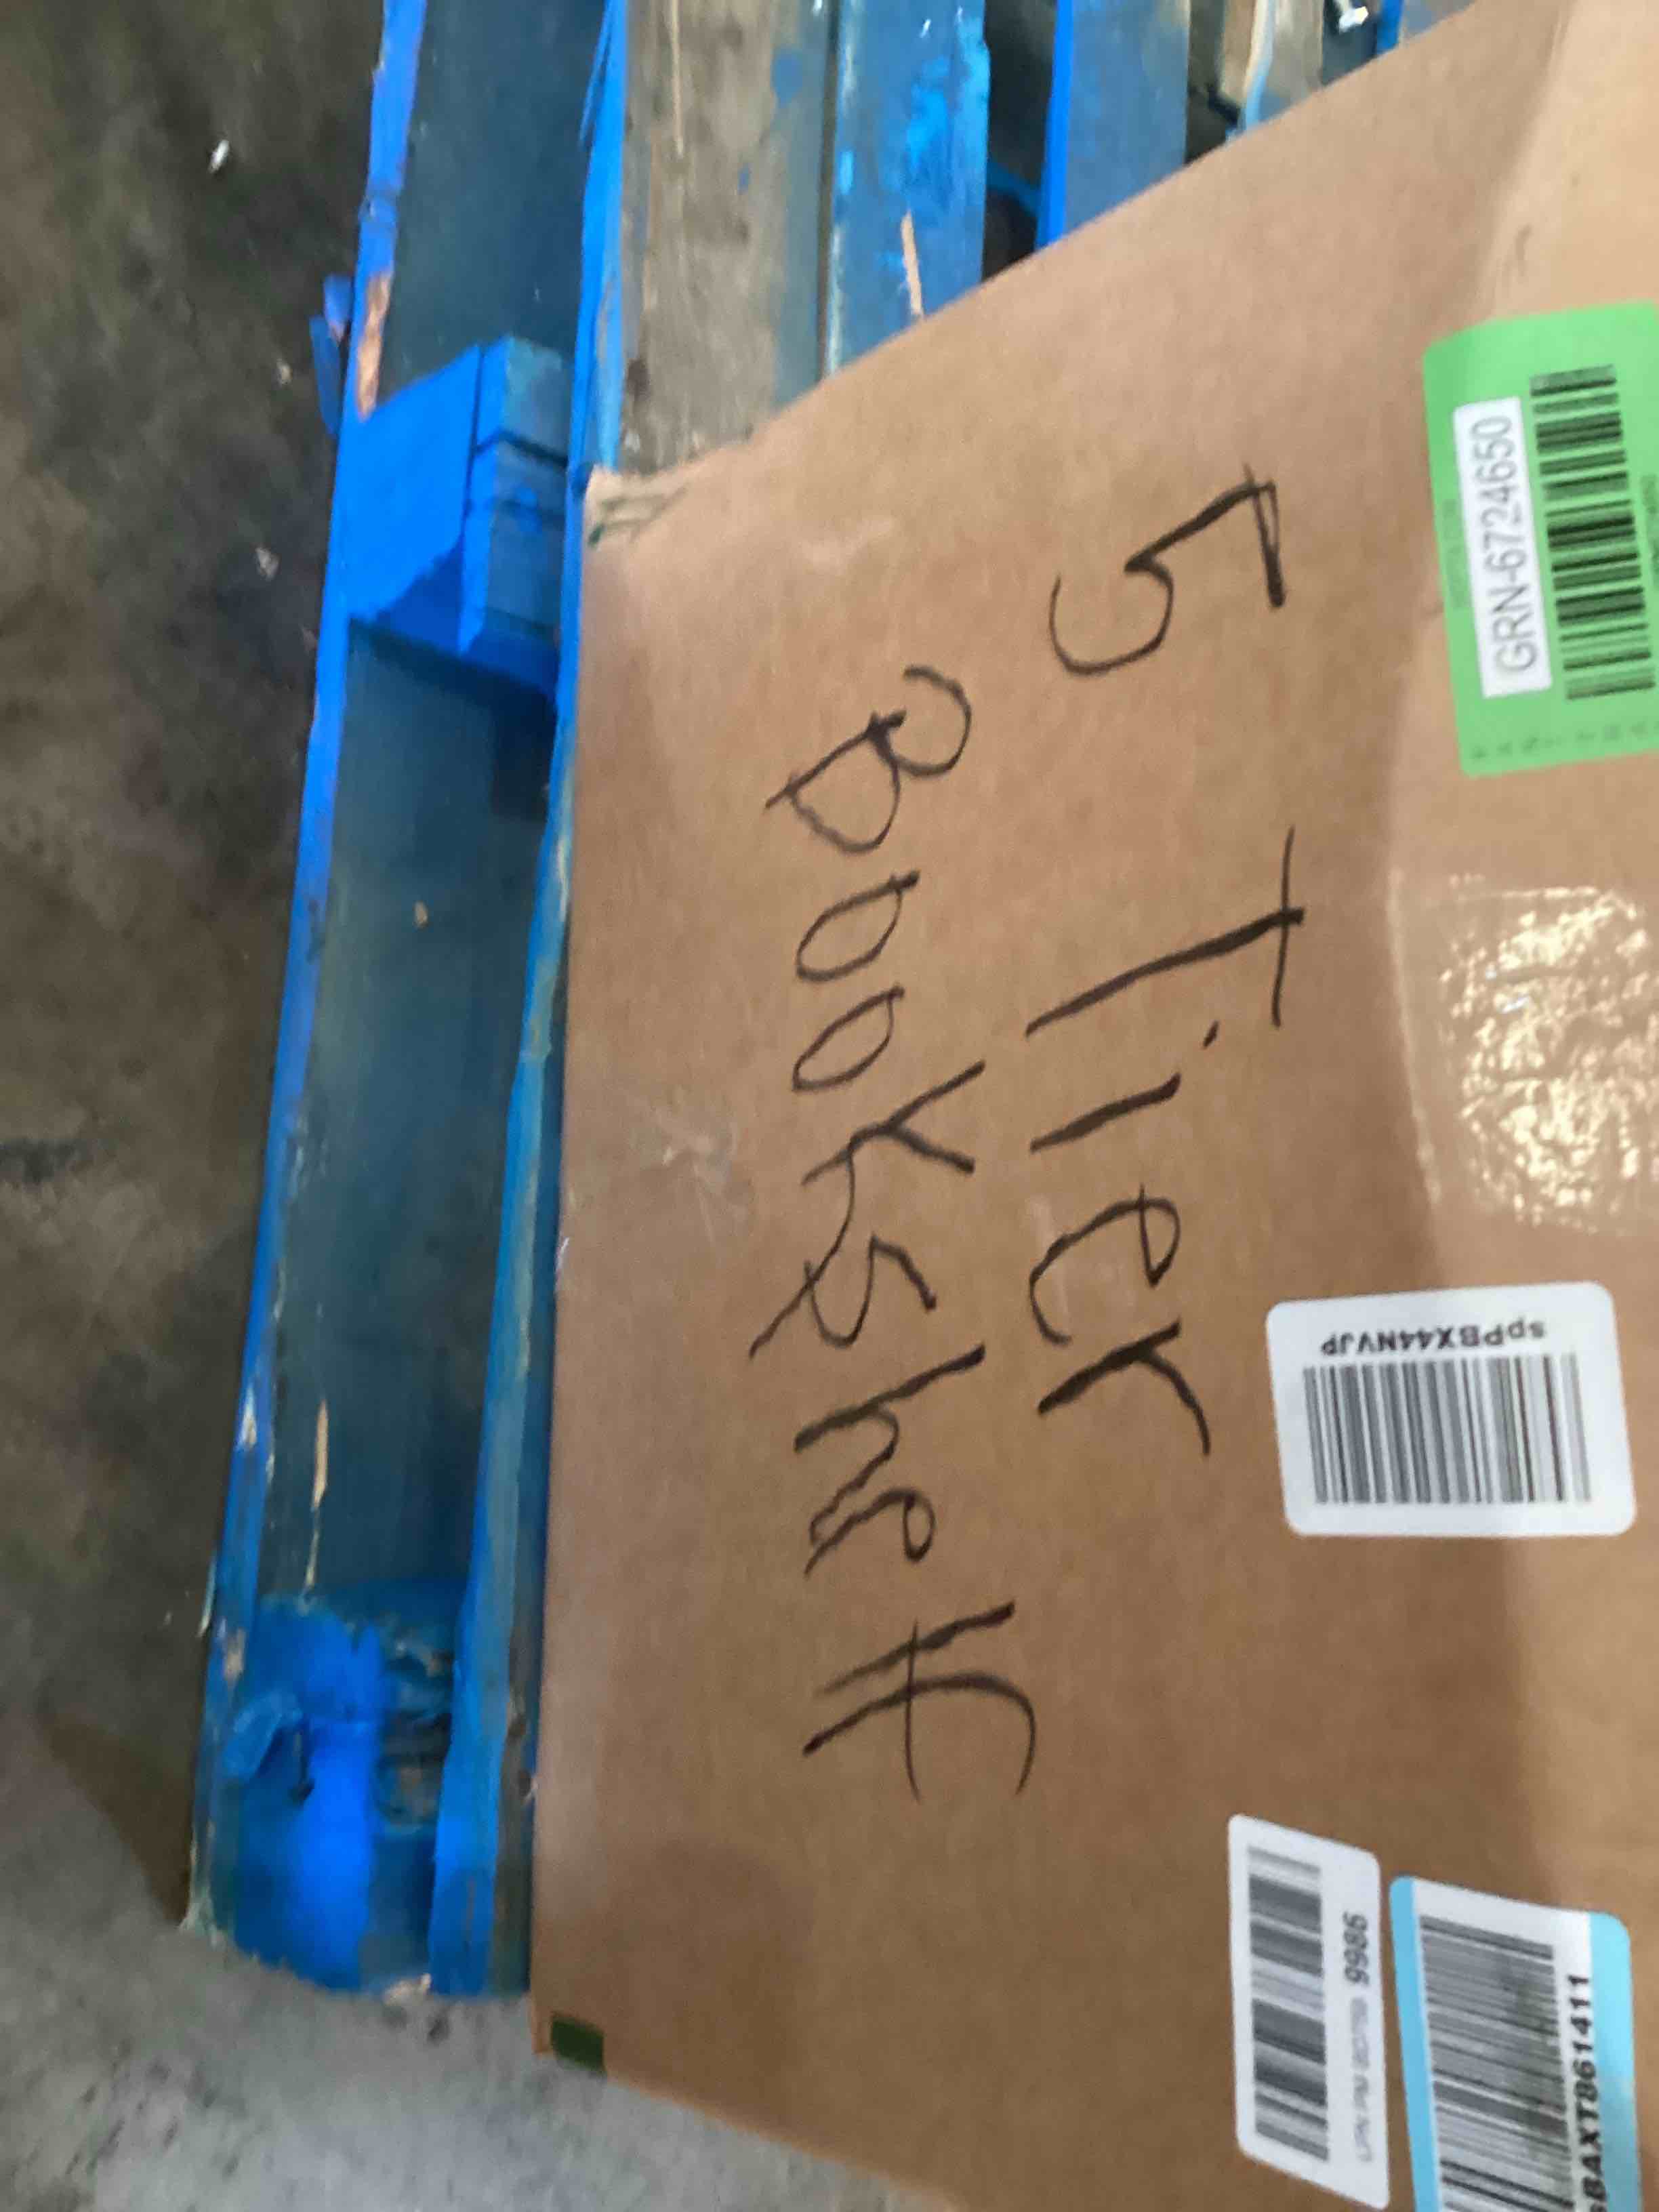 GRN-6724650
5 Tier
Bookshelf
spPBX44NVJP
9986
BAXT861411